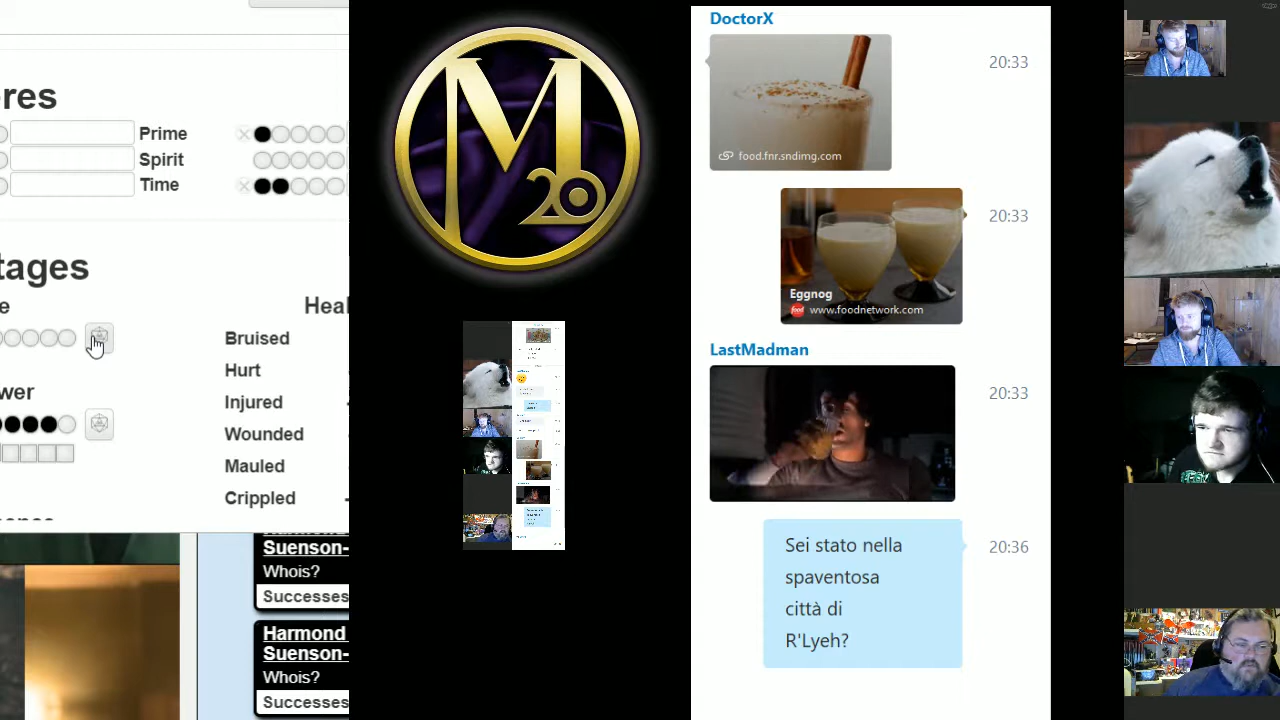 eres
Prime
Spirit
Time
tages
e
Heal
Bruised
Hurt
wer
Injured
Wounded
Mauled
Crippled
Harmond
Suenson-
Whois?
Successes
Harmond
Suenson-
Whois?
Successes
M
20
DoctorX
20:33
food.fnr.sndimg.com
20:33
Eggnog
food
www.foodnetwork.com
LastMadman
20:33
Sei stato nella
spaventosa
città di
R'Lyeh?
20:36